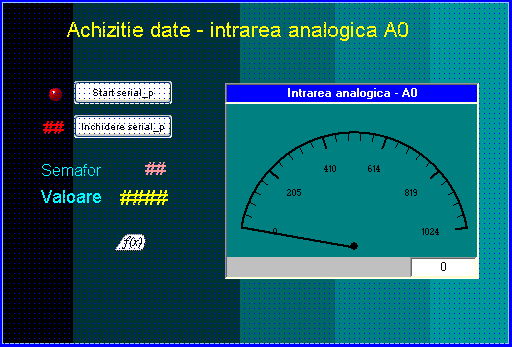 Achizitie date - intrarea analogica A0
Start serial_p
## Inchidere serial_p
Semafor ##
Valoare ####
f(x)
Intrarea analogica - A0
410 614
205 819
0 1024
0